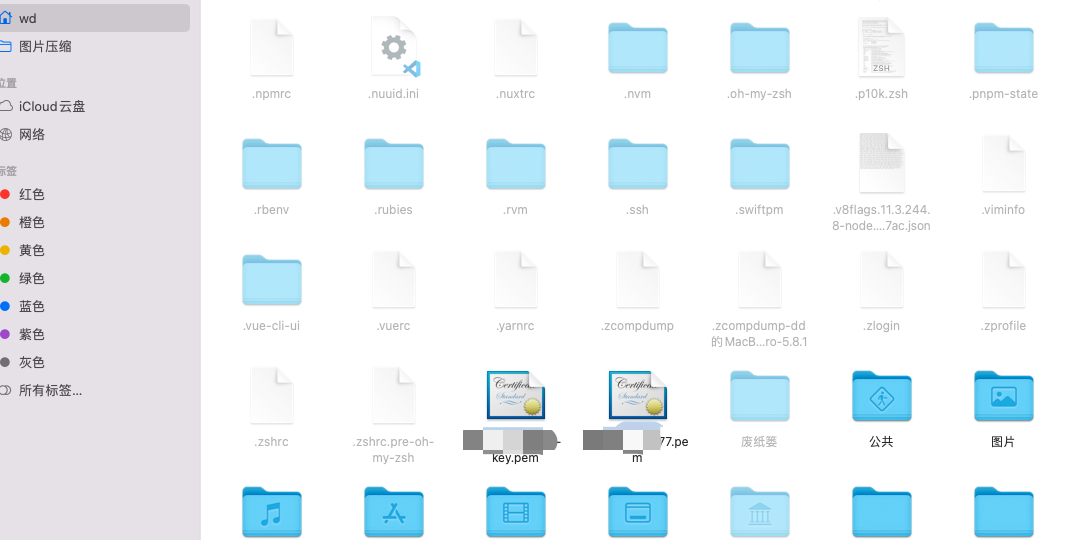 wd
图片压缩
位置
iCloud云盘
网络
标签
红色
橙色
黄色
绿色
蓝色
紫色
灰色
所有标签...
.npmrc
.nuuid.ini
.nuxtrc
.nvm
.oh-my-zsh
ZSH
.p10k.zsh
.pnpm-state
.rbenv
.rubies
.rvm
.ssh
.swiftpm
.v8flags.11.3.244.
8-node....7ac.json
.viminfo
.vue-cli-ui
.vuerc
.yarnrc
.zcompdump
.zcompdump-dd
的MacB...ro-5.8.1
.zlogin
.zprofile
.zshrc
.zshrc.pre-oh-
my-zsh
Standard
-
key.pem
Standard
77.pe
m
废纸篓
公共
图片